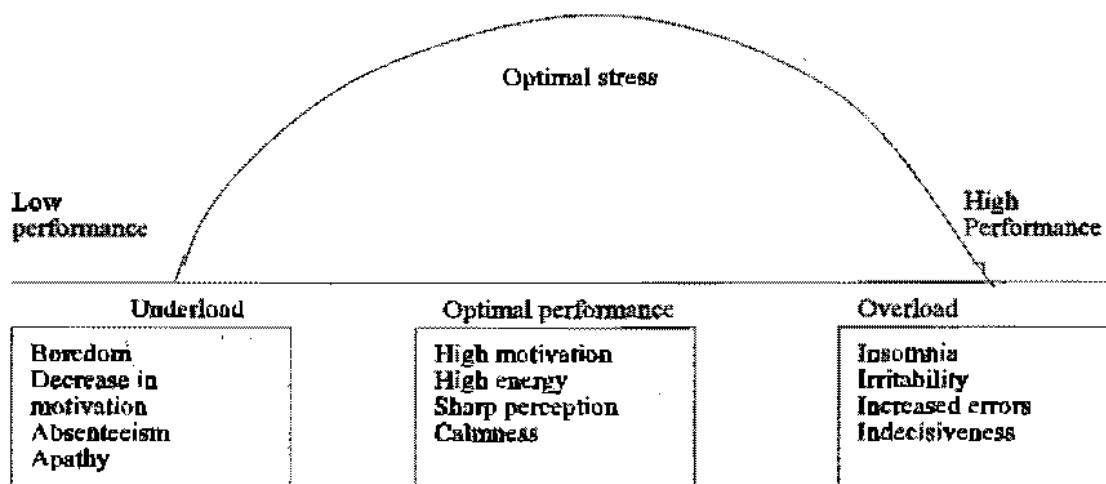 Optimal stress
Low
performance
High
Performance
Underload
Boredom
Decrease in
motivation
Absenteeism
Apathy
Optimal performance
High motivation
High energy
Sharp perception
Calmness
Overload
Insomnia
Irritability
Increased errors
Indecisiveness